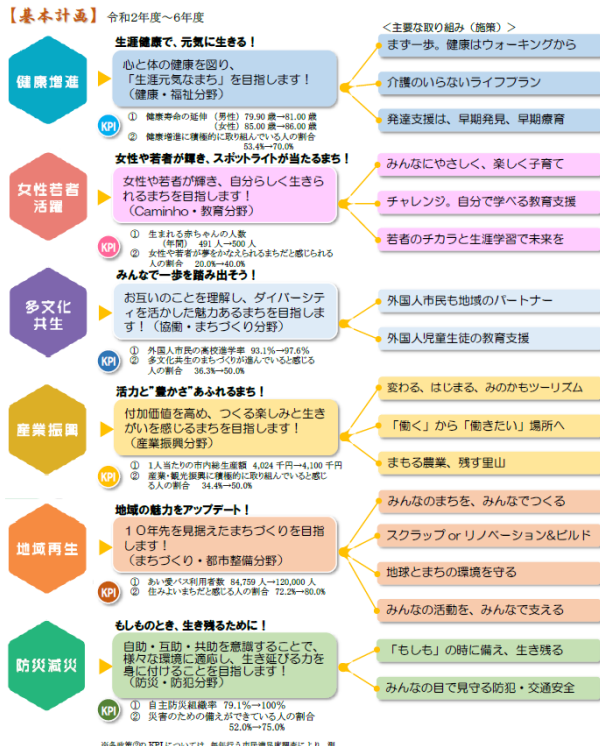 【基本計画】 令和2年度~6年度
<主要な取り組み（施策）>
健康増進
生涯健康で、元気に生きる！
心と体の健康を図り、
「生涯元気なまち」を目指します！
（健康・福祉分野）
KPI
① 健康寿命の延伸 （男性） 79.90 歳→81.00 歳
（女性） 85.00 歳→86.00 歳
② 健康増進に積極的に取り組んでいる人の割合
53.4%→70.0%
まず一歩。健康はウォーキングから
介護のいらないライフプラン
発達支援は、早期発見、早期療育
女性若者
活躍
女性や若者が輝き、スポットライトが当たるまち！
女性や若者が輝き、自分らしく生きら
れるまちを目指します！
（Caminho・教育分野）
KPI
① 生まれる赤ちゃんの人数
（年間） 491 人→500 人
② 女性や若者が夢をかなえられるまちだと感じられる
人の割合 20.0%→40.0%
みんなにやさしく、楽しく子育て
チャレンジ。自分で学べる教育支援
若者のチカラと生涯学習で未来を
多文化
共生
みんなで一歩を踏み出そう！
お互いのことを理解し、ダイバーシテ
ィを活かした魅力あるまちを目指しま
す！（協働・まちづくり分野）
KPI
① 外国人市民の高校進学率 93.1%→97.6%
② 多文化共生のまちづくりが進んでいると感じる
人の割合 36.3%→50.0%
外国人市民も地域のパートナー
外国人児童生徒の教育支援
産業振興
活力と"豊かさ"あふれるまち！
付加価値を高め、つくる楽しみと生き
がいを感じるまちを目指します！
（産業振興分野）
KPI
① 1人当たりの市内総生産額 4,024 千円→4,100 千円
② 産業・観光振興に積極的に取り組んでいると感じ
る人の割合 34.4%→50.0%
変わる、はじまる、みのかもツーリズム
「働く」から「働きたい」場所へ
まもる農業、残す里山
地域再生
地域の魅力をアップデート！
１０年先を見据えたまちづくりを目指
します！
（まちづくり・都市整備分野）
KPI
① あい愛バス利用者数 84,759 人→120,000 人
② 住みよいまちだと感じる人の割合 72.2%→80.0%
みんなのまちを、みんなでつくる
スクラップ or リノベーション&ビルド
地球とまちの環境を守る
みんなの活動を、みんなで支える
防災減災
もしものとき、生き残るために！
自助・互助・共助を意識することで、
様々な環境に適応し、生き延びる力を
身に付けることを目指します！
（防災・防犯分野）
KPI
① 自主防災組織率 79.1%→100%
② 災害のための備えができている人の割合
52.0%→75.0%
「もしも」の時に備え、生き残る
みんなの目で見守る防犯・交通安全